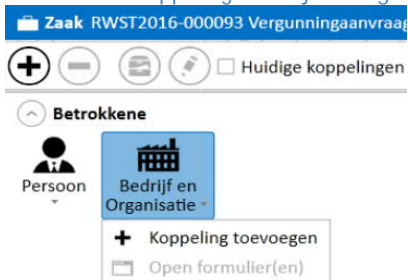 Zaak RWST2016-000093 Vergunningaanvraag
Huidige koppelingen
Betrokkene
Persoon
Bedrijf en
Organisatie
Koppeling toevoegen
Open formulier(en)